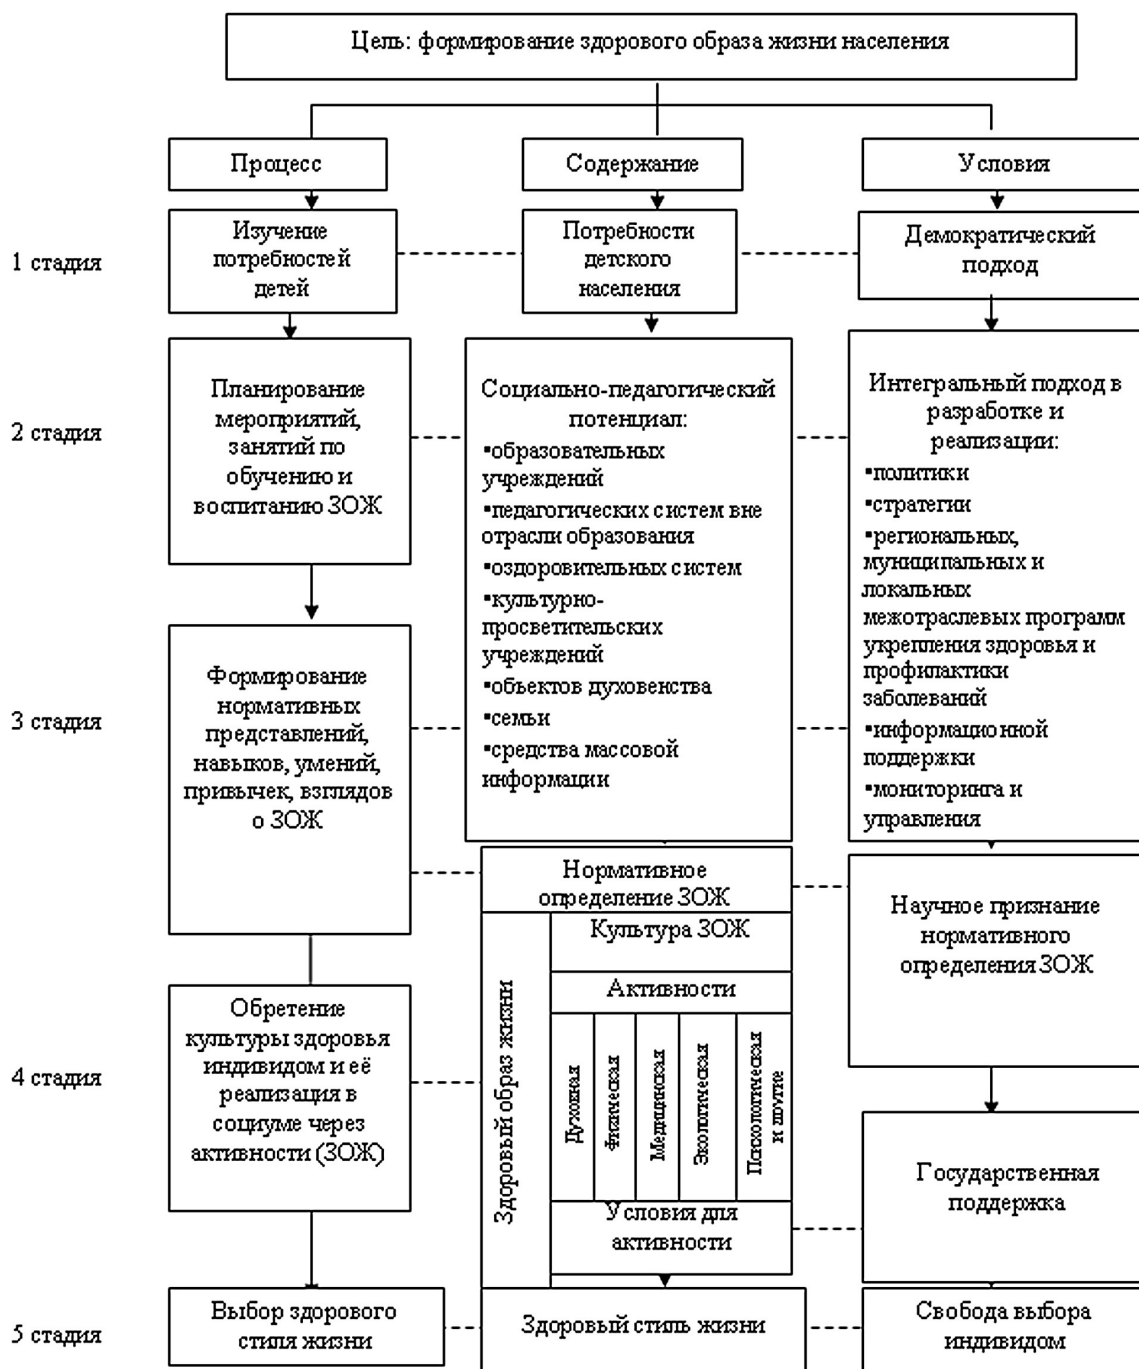 Цель: формирование здорового образа жизни населения
Процесс
Содержание
Условия
1 стадия
Изучение
потребностей
детей
Потребности
детского
населения
Демократический
подход
2 стадия
Планирование
мероприятий,
занятий по
обучению и
воспитанию ЗОЖ
Социально-педагогический
потенциал:
▪образовательных
учреждений
▪педагогических систем вне
отрасли образования
▪оздоровительных систем
▪культурно-
просветительских
учреждений
▪объектов духовенства
▪семьи
▪средства массовой
информации
Интегральный подход в
разработке и
реализации:
▪политики
▪стратегии
▪региональных,
муниципальных и
локальных
межотраслевых программ
укрепления здоровья и
профилактики
заболеваний
▪информационной
поддержки
▪мониторинга и
управления
3 стадия
Формирование
нормативных
представлений,
навыков, умений,
привычек, взглядов
о ЗОЖ
Нормативное
определение ЗОЖ
Научное признание
нормативного
определения ЗОЖ
4 стадия
Обретение
культуры здоровья
индивидом и её
реализация в
социуме через
активности (ЗОЖ)
Здоровый образ жизни
Культура ЗОЖ
Активности
Духовная
Физическая
Медицинская
Экологическая
Психологическая
и другие
Условия для
активности
Государственная
поддержка
5 стадия
Выбор здорового
стиля жизни
Здоровый стиль жизни
Свобода выбора
индивидом